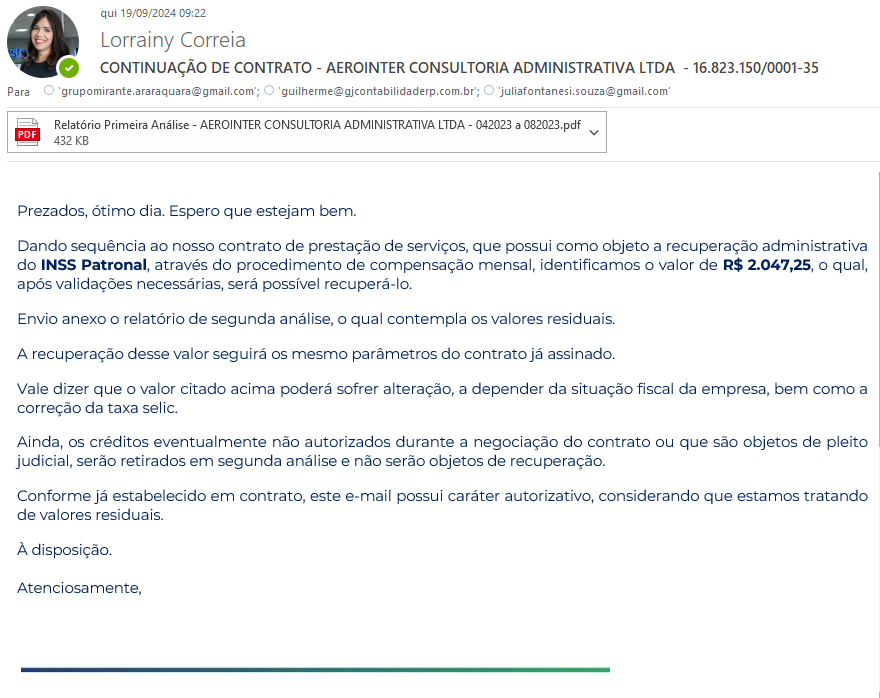 qui 19/09/2024 09:22
Lorrainy Correia
CONTINUAÇÃO DE CONTRATO - AEROINTER CONSULTORIA ADMINISTRATIVA LTDA - 16.823.150/0001-35
Para 'grupomirante.araraquara@gmail.com'; 'guilherme@gjcontabilidaderp.com.br'; 'juliafontanesi.souza@gmail.com'
Relatório Primeira Análise - AEROINTER CONSULTORIA ADMINISTRATIVA LTDA - 042023 a 082023.pdf
PDF
432 KB
Prezados, ótimo dia. Espero que estejam bem.
Dando sequência ao nosso contrato de prestação de serviços, que possui como objeto a recuperação administrativa
do INSS Patronal, através do procedimento de compensação mensal, identificamos o valor de R$ 2.047,25, o qual,
após validações necessárias, será possível recuperá-lo.
Envio anexo o relatório de segunda análise, o qual contempla os valores residuais.
A recuperação desse valor seguirá os mesmo parâmetros do contrato já assinado.
Vale dizer que o valor citado acima poderá sofrer alteração, a depender da situação fiscal da empresa, bem como a
correção da taxa selic.
Ainda, os créditos eventualmente não autorizados durante a negociação do contrato ou que são objetos de pleito
judicial, serão retirados em segunda análise e não serão objetos de recuperação.
Conforme já estabelecido em contrato, este e-mail possui caráter autorizativo, considerando que estamos tratando
de valores residuais.
À disposição.
Atenciosamente,